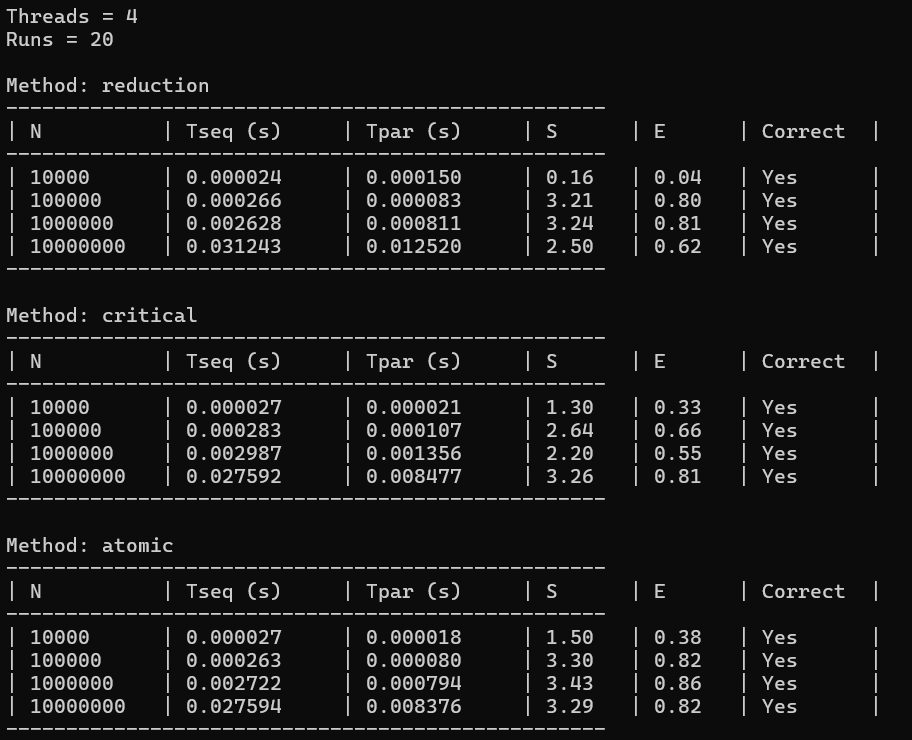 Threads = 4
Runs = 20
Method: reduction
--------------------------------------------------
| N          | Tseq (s)     | Tpar (s)     | S      | E      | Correct  |
--------------------------------------------------
| 10000      | 0.000024     | 0.000150     | 0.16   | 0.04   | Yes      |
| 100000     | 0.000266     | 0.000083     | 3.21   | 0.80   | Yes      |
| 1000000    | 0.002628     | 0.000811     | 3.24   | 0.81   | Yes      |
| 10000000   | 0.031243     | 0.012520     | 2.50   | 0.62   | Yes      |
--------------------------------------------------
Method: critical
--------------------------------------------------
| N          | Tseq (s)     | Tpar (s)     | S      | E      | Correct  |
--------------------------------------------------
| 10000      | 0.000027     | 0.000021     | 1.30   | 0.33   | Yes      |
| 100000     | 0.000283     | 0.000107     | 2.64   | 0.66   | Yes      |
| 1000000    | 0.002987     | 0.001356     | 2.20   | 0.55   | Yes      |
| 10000000   | 0.027592     | 0.008477     | 3.26   | 0.81   | Yes      |
--------------------------------------------------
Method: atomic
--------------------------------------------------
| N          | Tseq (s)     | Tpar (s)     | S      | E      | Correct  |
--------------------------------------------------
| 10000      | 0.000027     | 0.000018     | 1.50   | 0.38   | Yes      |
| 100000     | 0.000263     | 0.000080     | 3.30   | 0.82   | Yes      |
| 1000000    | 0.002722     | 0.000794     | 3.43   | 0.86   | Yes      |
| 10000000   | 0.027594     | 0.008376     | 3.29   | 0.82   | Yes      |
--------------------------------------------------